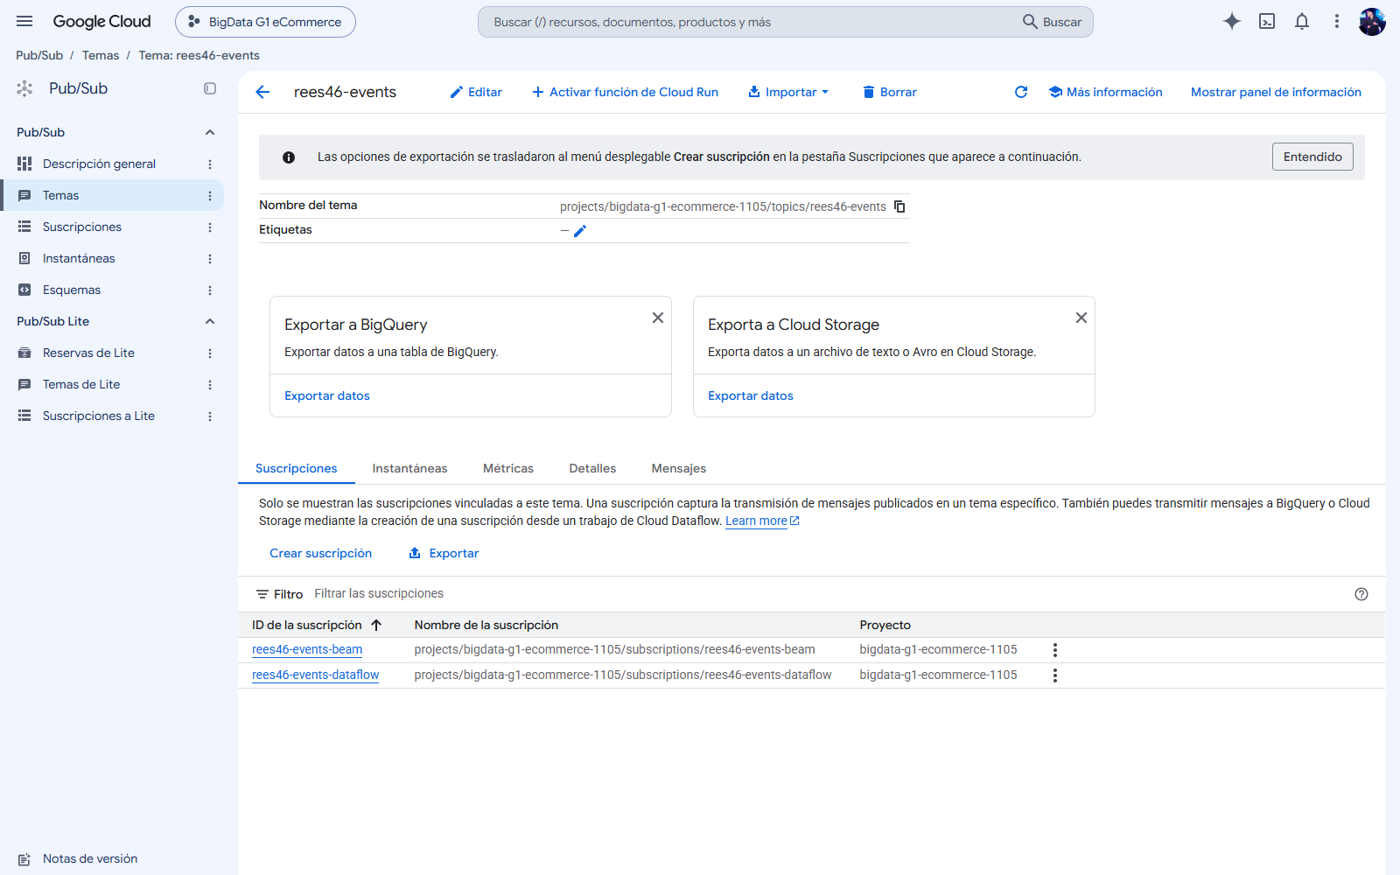 Google Cloud
BigData G1 eCommerce
Buscar (/) recursos, documentos, productos y más
Buscar
Pub/Sub / Temas / Tema: rees46-events
Pub/Sub
rees46-events
Editar
Activar función de Cloud Run
Importar
Borrar
Más información
Mostrar panel de información
Pub/Sub
Descripción general
Temas
Suscripciones
Instantáneas
Esquemas
Pub/Sub Lite
Reservas de Lite
Temas de Lite
Suscripciones a Lite
Notas de versión
Las opciones de exportación se trasladaron al menú desplegable Crear suscripción en la pestaña Suscripciones que aparece a continuación.
Entendido
Nombre del tema projects/bigdata-g1-ecommerce-1105/topics/rees46-events
Etiquetas —
Exportar a BigQuery
Exportar datos a una tabla de BigQuery.
Exportar datos
Exporta a Cloud Storage
Exporta datos a un archivo de texto o Avro en Cloud Storage.
Exportar datos
Suscripciones Instantáneas Métricas Detalles Mensajes
Solo se muestran las suscripciones vinculadas a este tema. Una suscripción captura la transmisión de mensajes publicados en un tema específico. También puedes transmitir mensajes a BigQuery o Cloud
Storage mediante la creación de una suscripción desde un trabajo de Cloud Dataflow. Learn more
Crear suscripción Exportar
Filtro Filtrar las suscripciones
ID de la suscripción Nombre de la suscripción Proyecto
rees46-events-beam projects/bigdata-g1-ecommerce-1105/subscriptions/rees46-events-beam bigdata-g1-ecommerce-1105
rees46-events-dataflow projects/bigdata-g1-ecommerce-1105/subscriptions/rees46-events-dataflow bigdata-g1-ecommerce-1105